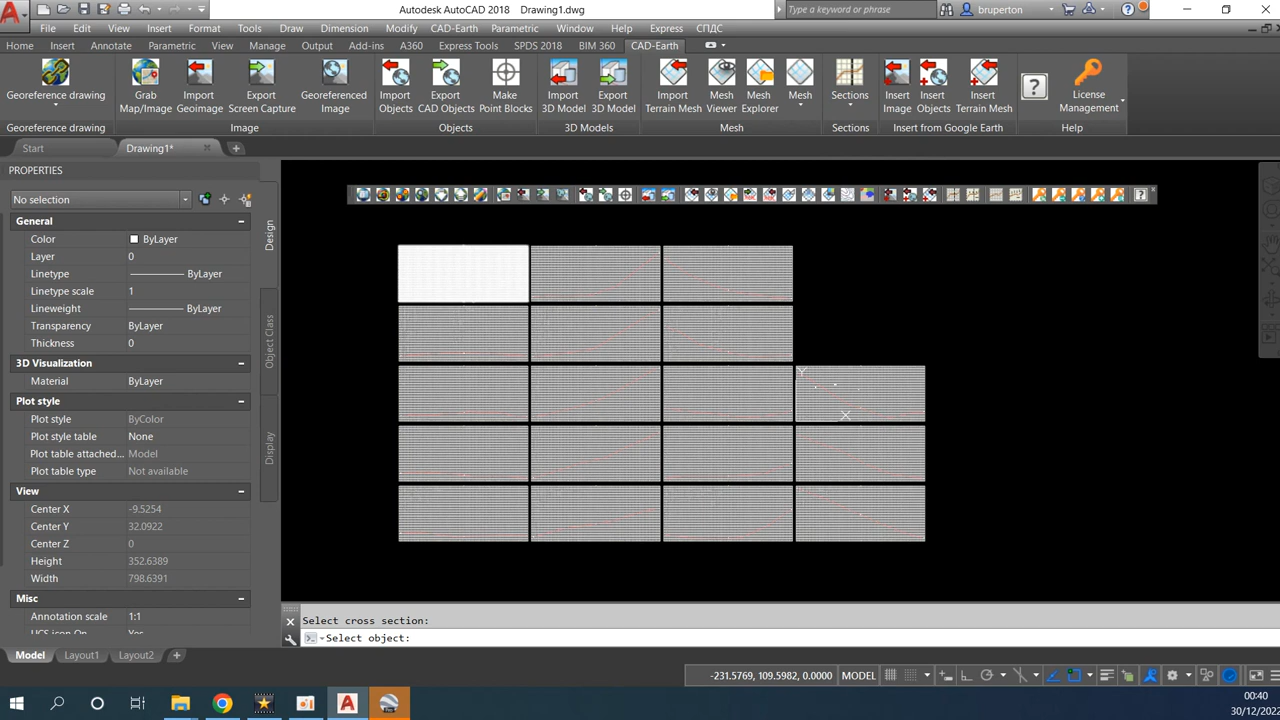 Autodesk AutoCAD 2018 Drawing1.dwg
Type a keyword or phrase
bruperton
File Edit View Insert Format Tools Draw Dimension Modify CAD-Earth Parametric Window Help Express СПДС
Home Insert Annotate Parametric View Manage Output Add-ins A360 Express Tools SPDS 2018 BIM 360 CAD-Earth
Georeference drawing
Grab Map/Image
Import Geoimage
Export Screen Capture
Georeferenced Image
Import Objects
Export CAD Objects
Make Point Blocks
Import 3D Model
Export 3D Model
Import Terrain Mesh
Mesh Viewer
Mesh Explorer
Mesh
Sections
Insert Image
Insert Objects
Insert Terrain Mesh
License Management
Georeference drawing Image Objects 3D Models Mesh Sections Insert from Google Earth Help
Start Drawing1*
PROPERTIES
No selection
General
Color ByLayer
Layer 0
Linetype ByLayer
Linetype scale 1
Lineweight ByLayer
Transparency ByLayer
Thickness 0
3D Visualization
Material ByLayer
Plot style
Plot style ByColor
Plot style table None
Plot table attached... Model
Plot table type Not available
View
Center X -9.5254
Center Y 32.0922
Center Z 0
Height 352.6389
Width 798.6391
Misc
Annotation scale 1:1
UCS icon On Yes
Design
Object Class
Display
Y
X
Select cross section:
Select object:
Model Layout1 Layout2
-231.5769, 109.5982, 0.0000 MODEL
00:40
30/12/2022